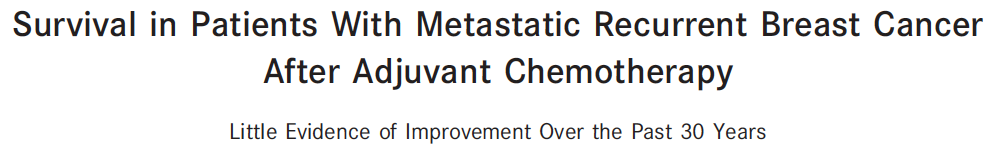 Survival in Patients With Metastatic Recurrent Breast Cancer
After Adjuvant Chemotherapy
Little Evidence of Improvement Over the Past 30 Years